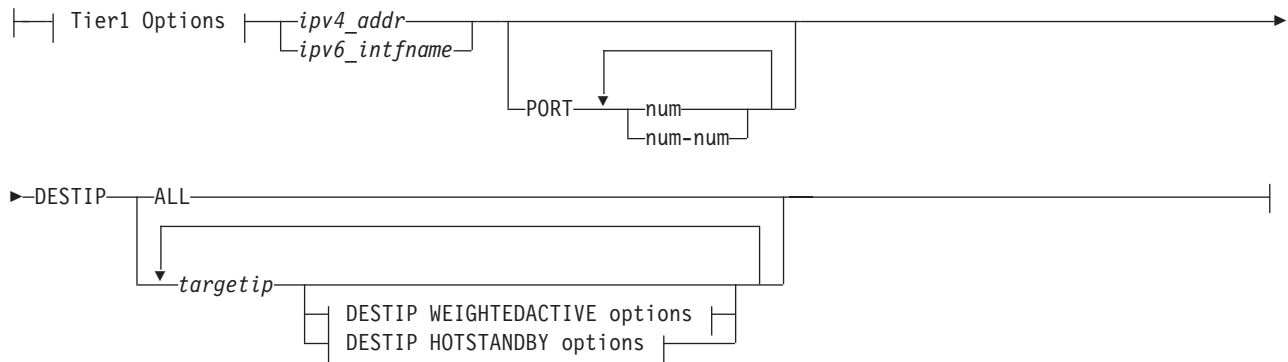 Tier1 Options ipv4_addr
ipv6_intfname
PORT num
num-num
DESTIP ALL
targetip
DESTIP WEIGHTEDACTIVE options
DESTIP HOTSTANDBY options